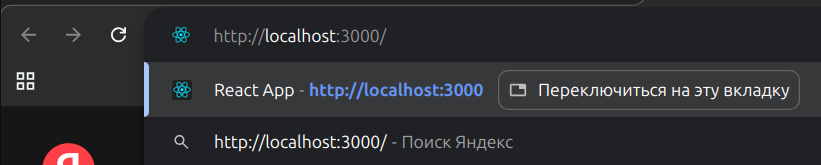 http://localhost:3000/
React App - http://localhost:3000 Переключиться на эту вкладку
http://localhost:3000/ - Поиск Яндекс
Я